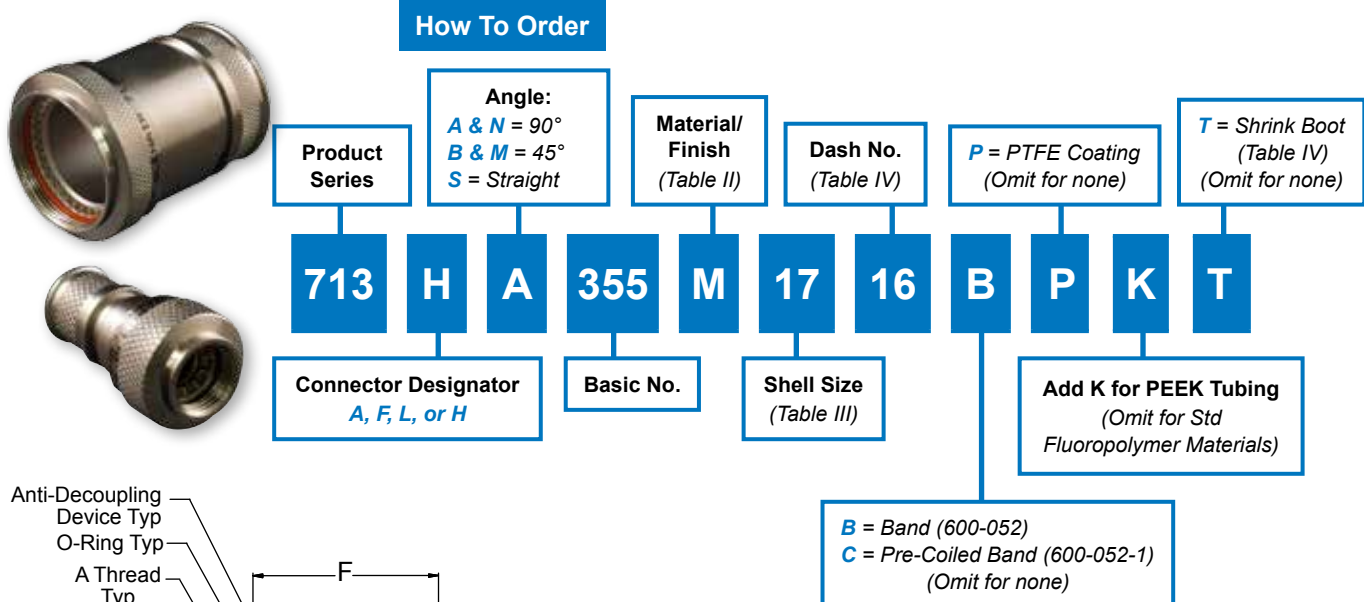 How To Order
Product
Series
Angle:
A & N = 90°
B & M = 45°
S = Straight
Material/
Finish
(Table II)
Dash No.
(Table IV)
P = PTFE Coating
(Omit for none)
T = Shrink Boot
(Table IV)
(Omit for none)
713 H A 355 M 17 16 B P K T
Connector Designator
A, F, L, or H
Basic No.
Shell Size
(Table III)
Add K for PEEK Tubing
(Omit for Std
Fluoropolymer Materials)
B = Band (600-052)
C = Pre-Coiled Band (600-052-1)
(Omit for none)
Anti-Decoupling
Device Typ
O-Ring Typ
A Thread
Typ
F